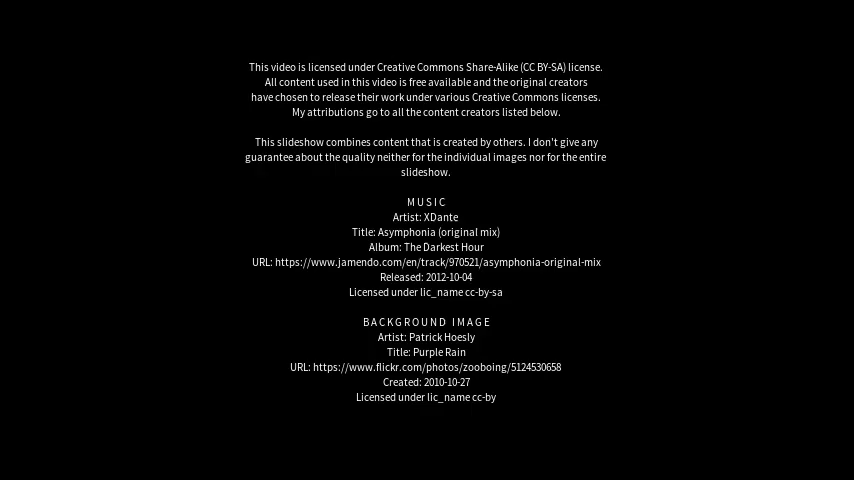 This video is licensed under Creative Commons Share-Alike (CC BY-SA) license.
All content used in this video is free available and the original creators
have chosen to release their work under various Creative Commons licenses.
My attributions go to all the content creators listed below.
This slideshow combines content that is created by others. I don't give any
guarantee about the quality neither for the individual images nor for the entire
slideshow.
MUSIC
Artist: XDante
Title: Asymphonia (original mix)
Album: The Darkest Hour
URL: https://www.jamendo.com/en/track/970521/asymphonia-original-mix
Released: 2012-10-04
Licensed under lic_name cc-by-sa
BACKGROUND IMAGE
Artist: Patrick Hoesly
Title: Purple Rain
URL: https://www.flickr.com/photos/zooboing/5124530658
Created: 2010-10-27
Licensed under lic_name cc-by